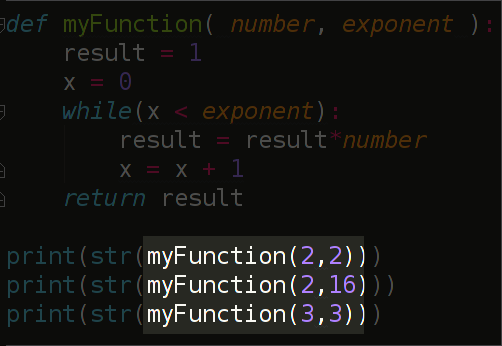 def myFunction( number, exponent ):
    result = 1
    x = 0
    while(x < exponent):
        result = result*number
        x = x + 1
    return result
print(str(myFunction(2,2)))
print(str(myFunction(2,16)))
print(str(myFunction(3,3)))